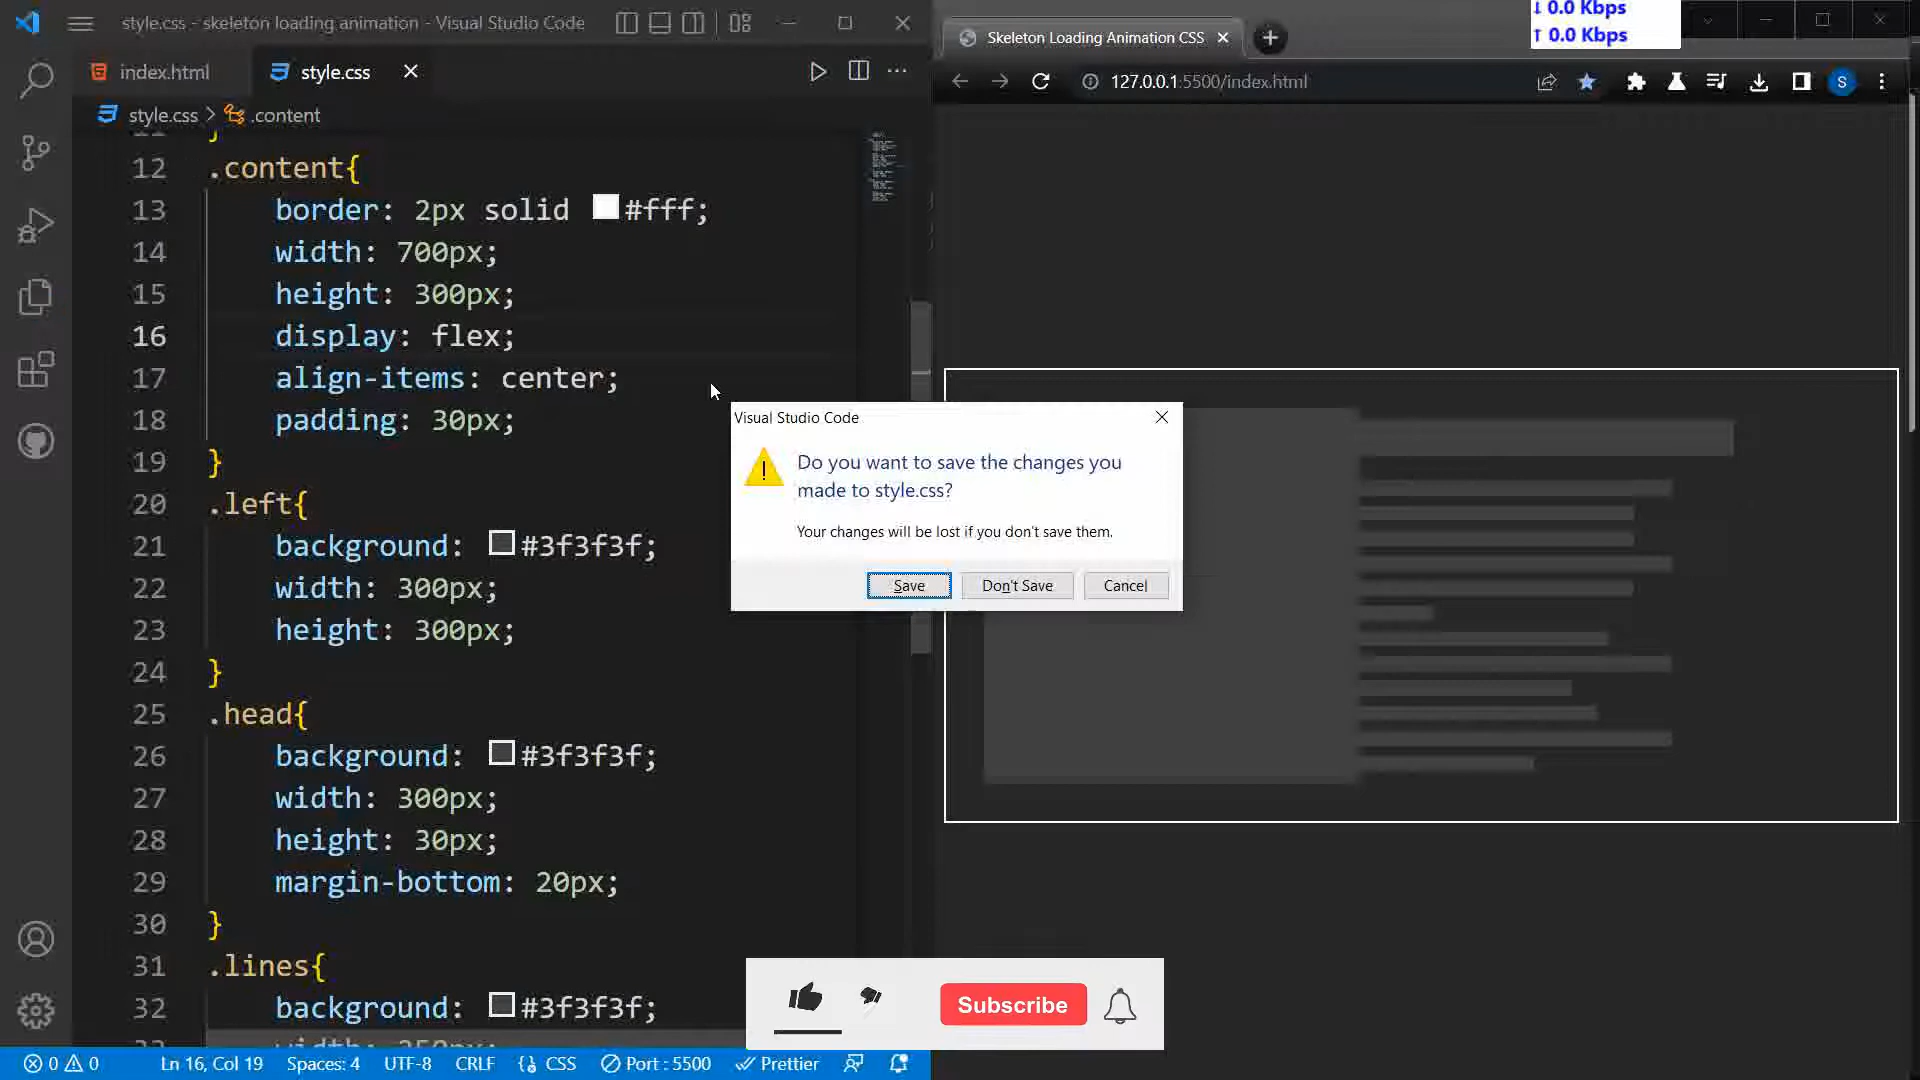 style.css - skeleton loading animation - Visual Studio Code
index.html
style.css
style.css > .content
11 }
12 .content{
13 border: 2px solid #fff;
14 width: 700px;
15 height: 300px;
16 display: flex;
17 align-items: center;
18 padding: 30px;
19 }
20 .left{
21 background: #3f3f3f;
22 width: 300px;
23 height: 300px;
24 }
25 .head{
26 background: #3f3f3f;
27 width: 300px;
28 height: 30px;
29 margin-bottom: 20px;
30 }
31 .lines{
32 background: #3f3f3f;
33 width: 250px;
0 0 Ln 16, Col 19 Spaces: 4 UTF-8 CRLF {} CSS Port : 5500 Prettier
↓ 0.0 Kbps
↑ 0.0 Kbps
Skeleton Loading Animation CSS
127.0.0.1:5500/index.html
S
Visual Studio Code
Do you want to save the changes you
made to style.css?
Your changes will be lost if you don't save them.
Save Don't Save Cancel
Subscribe